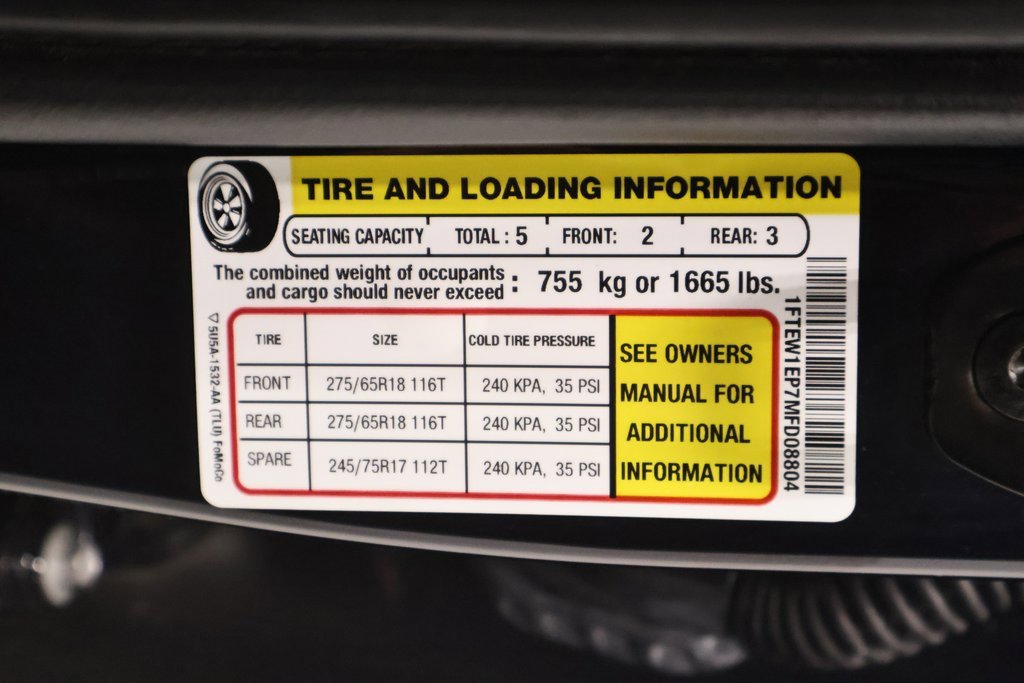 TIRE AND LOADING INFORMATION
SEATING CAPACITY TOTAL: 5 FRONT: 2 REAR: 3
The combined weight of occupants
and cargo should never exceed : 755 kg or 1665 lbs.
TIRE SIZE COLD TIRE PRESSURE
FRONT 275/65R18 116T 240 KPA, 35 PSI
REAR 275/65R18 116T 240 KPA, 35 PSI
SPARE 245/75R17 112T 240 KPA, 35 PSI
SEE OWNERS
MANUAL FOR
ADDITIONAL
INFORMATION
1FTEW1EP7MFD08804
5U5A-1532-AA (TLU) FoMoCo